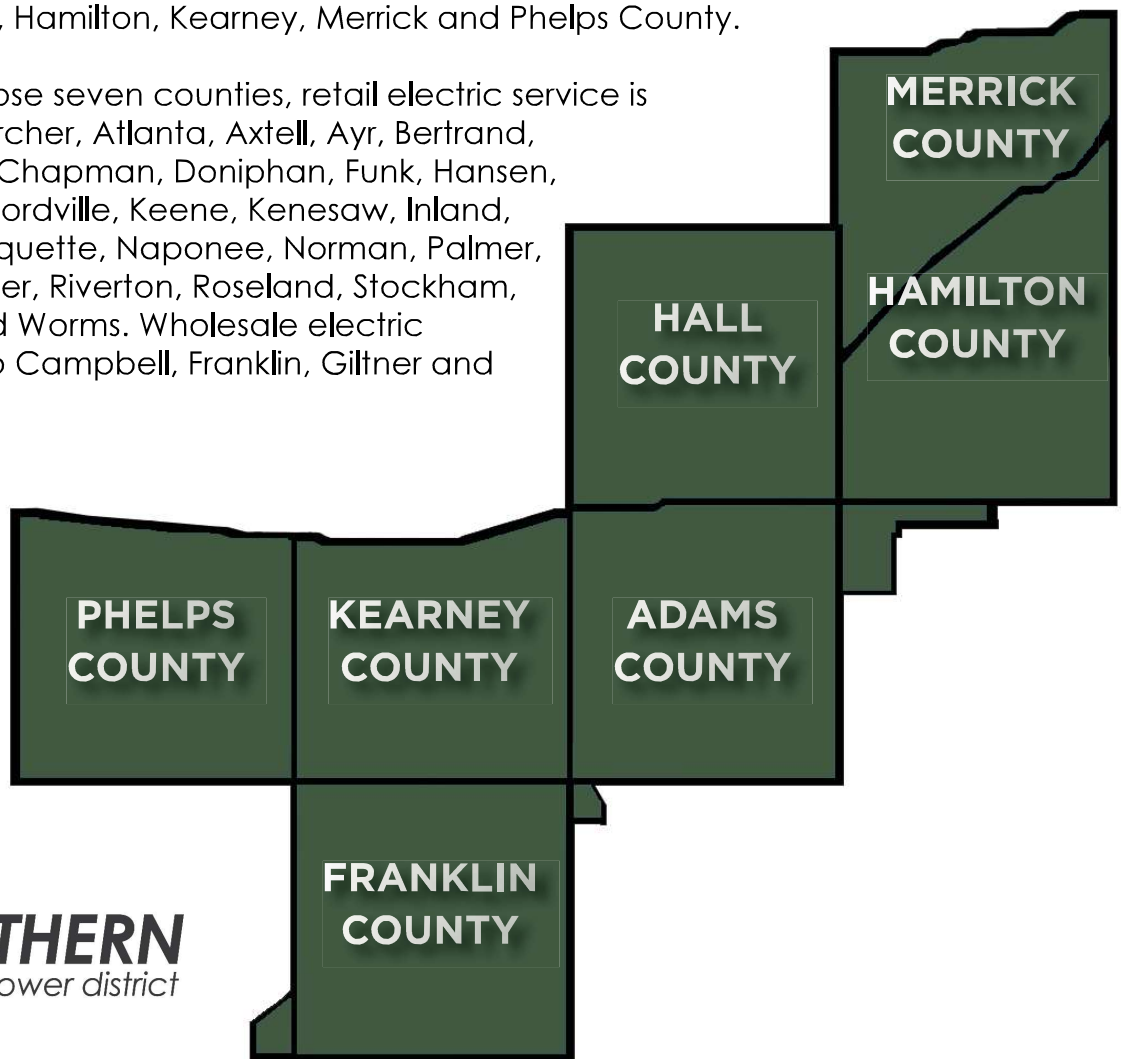 , Hamilton, Kearney, Merrick and Phelps County.
ose seven counties, retail electric service is
rcher, Atlanta, Axtell, Ayr, Bertrand,
Chapman, Doniphan, Funk, Hansen,
ordville, Keene, Kenesaw, Inland,
quette, Naponee, Norman, Palmer,
er, Riverton, Roseland, Stockham,
d Worms. Wholesale electric
o Campbell, Franklin, Giltner and
MERRICK
COUNTY
HAMILTON
COUNTY
HALL
COUNTY
PHELPS
COUNTY
KEARNEY
COUNTY
ADAMS
COUNTY
FRANKLIN
COUNTY
THERN
ower district